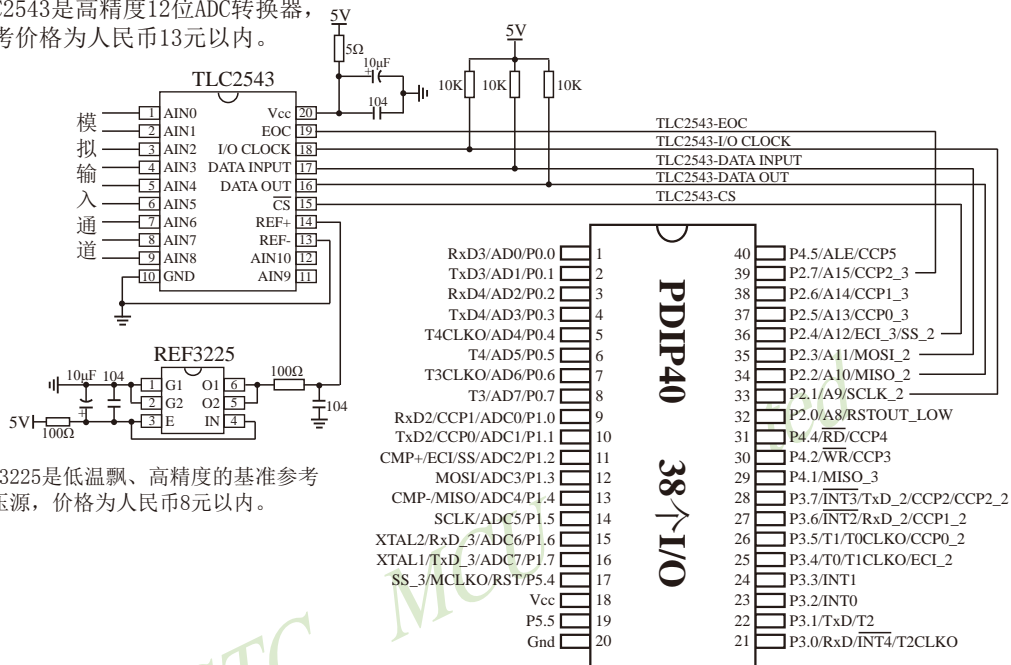 C2543是高精度12位ADC转换器，
考价格为人民币13元以内。
5V
5Ω
10μF
+
104
5V
10K
10K
10K
TLC2543
模拟输入通道
1 AIN0
2 AIN1
3 AIN2
4 AIN3
5 AIN4
6 AIN5
7 AIN6
8 AIN7
9 AIN8
10 GND
Vcc 20
EOC 19
I/O CLOCK 18
DATA INPUT 17
DATA OUT 16
CS 15
REF+ 14
REF- 13
AIN10 12
AIN9 11
TLC2543-EOC
TLC2543-I/O CLOCK
TLC2543-DATA INPUT
TLC2543-DATA OUT
TLC2543-CS
REF3225
10μF
104
+
5V
100Ω
1 G1
2 G2
3 E
O1 6
O2 5
IN 4
100Ω
104
3225是低温飘、高精度的基准参考
压源，价格为人民币8元以内。
PDIP40
38个I/O
RxD3/AD0/P0.0 1
TxD3/AD1/P0.1 2
RxD4/AD2/P0.2 3
TxD4/AD3/P0.3 4
T4CLKO/AD4/P0.4 5
T4/AD5/P0.5 6
T3CLKO/AD6/P0.6 7
T3/AD7/P0.7 8
RxD2/CCP1/ADC0/P1.0 9
TxD2/CCP0/ADC1/P1.1 10
CMP+/ECI/SS/ADC2/P1.2 11
MOSI/ADC3/P1.3 12
CMP-/MISO/ADC4/P1.4 13
SCLK/ADC5/P1.5 14
XTAL2/RxD_3/ADC6/P1.6 15
XTAL1/TxD_3/ADC7/P1.7 16
SS_3/MCLKO/RST/P5.4 17
Vcc 18
P5.5 19
Gnd 20
40 P4.5/ALE/CCP5
39 P2.7/A15/CCP2_3
38 P2.6/A14/CCP1_3
37 P2.5/A13/CCP0_3
36 P2.4/A12/ECI_3/SS_2
35 P2.3/A11/MOSI_2
34 P2.2/A10/MISO_2
33 P2.1/A9/SCLK_2
32 P2.0/A8/RSTOUT_LOW
31 P4.4/RD/CCP4
30 P4.2/WR/CCP3
29 P4.1/MISO_3
28 P3.7/INT3/TxD_2/CCP2/CCP2_2
27 P3.6/INT2/RxD_2/CCP1_2
26 P3.5/T1/T0CLKO/CCP0_2
25 P3.4/T0/T1CLKO/ECI_2
24 P3.3/INT1
23 P3.2/INT0
22 P3.1/TxD/T2
21 P3.0/RxD/INT4/T2CLKO
STC MCU